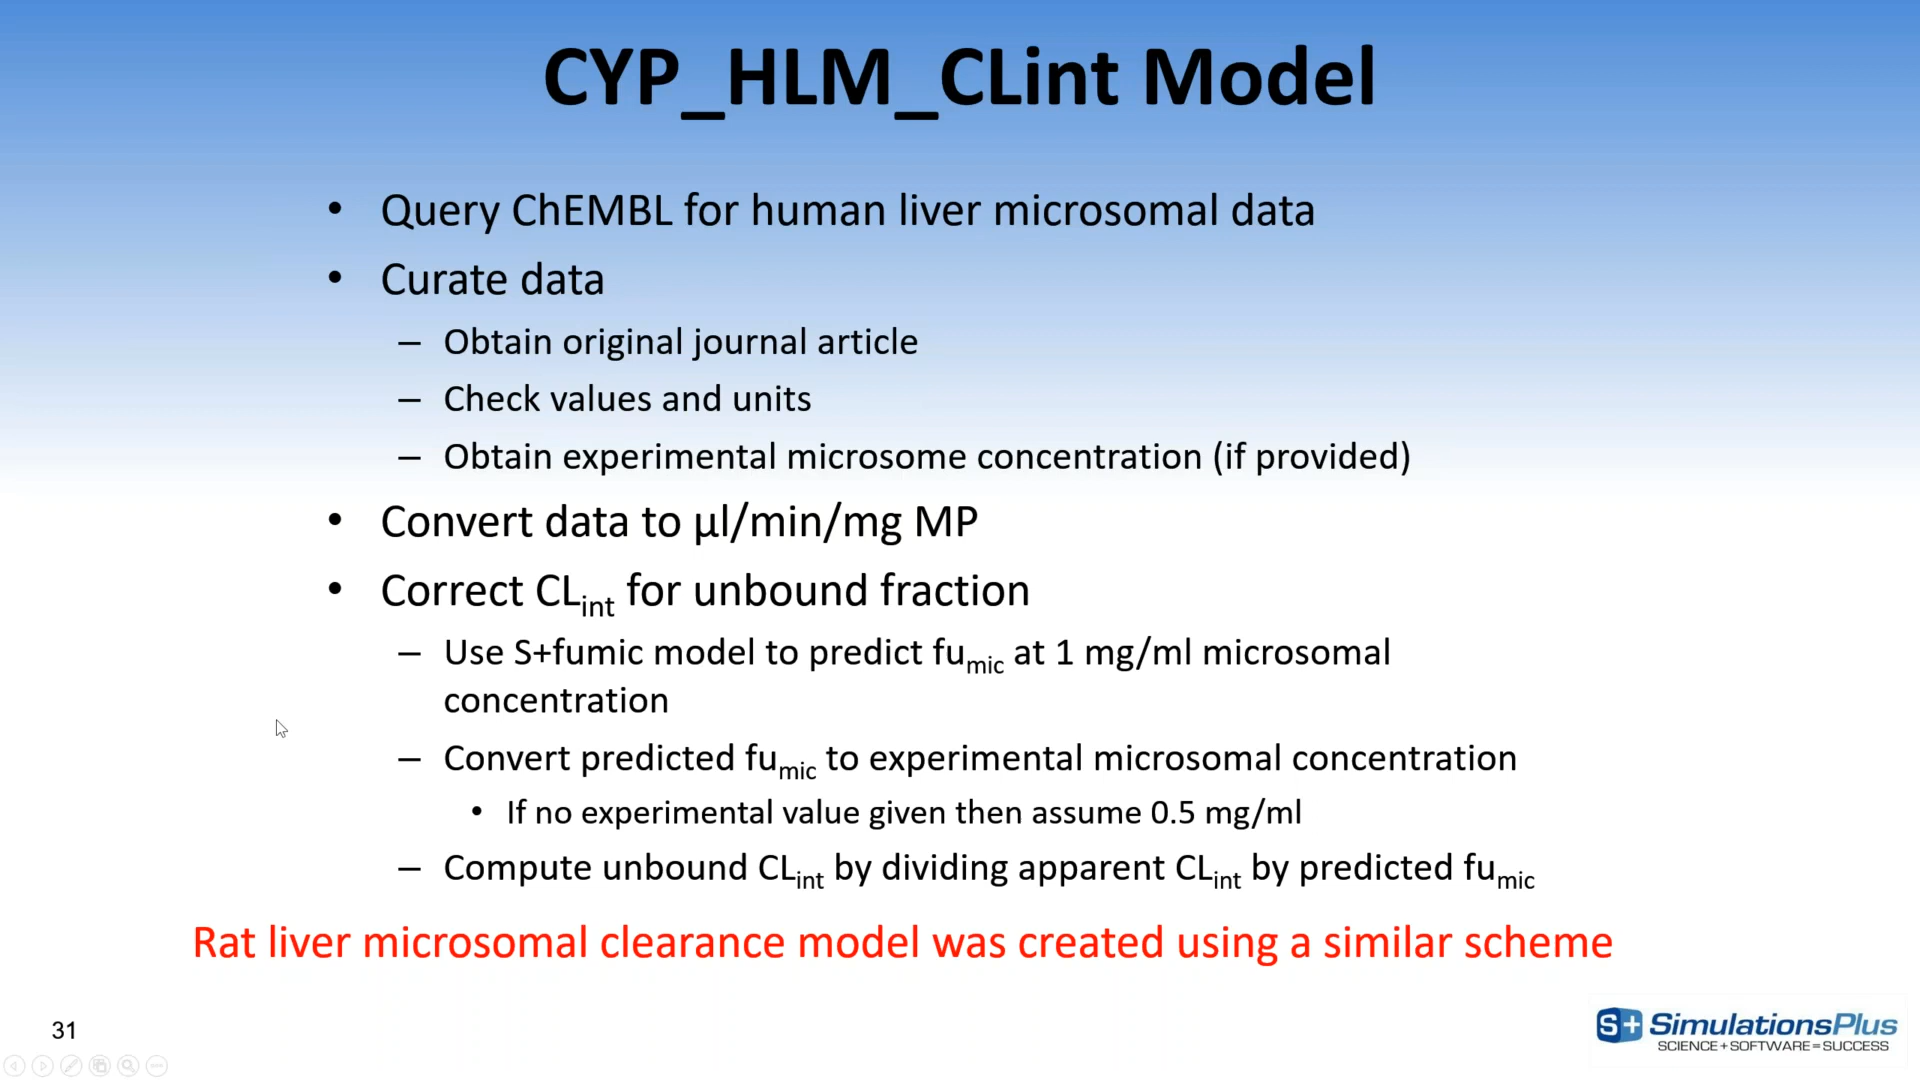 CYP_HLM_CLint Model
• Query ChEMBL for human liver microsomal data
• Curate data
– Obtain original journal article
– Check values and units
– Obtain experimental microsome concentration (if provided)
• Convert data to µl/min/mg MP
• Correct CLint for unbound fraction
– Use S+fumic model to predict fumic at 1 mg/ml microsomal
concentration
– Convert predicted fumic to experimental microsomal concentration
• If no experimental value given then assume 0.5 mg/ml
– Compute unbound CLint by dividing apparent CLint by predicted fumic
Rat liver microsomal clearance model was created using a similar scheme
31
S+ SimulationsPlus
SCIENCE+SOFTWARE=SUCCESS